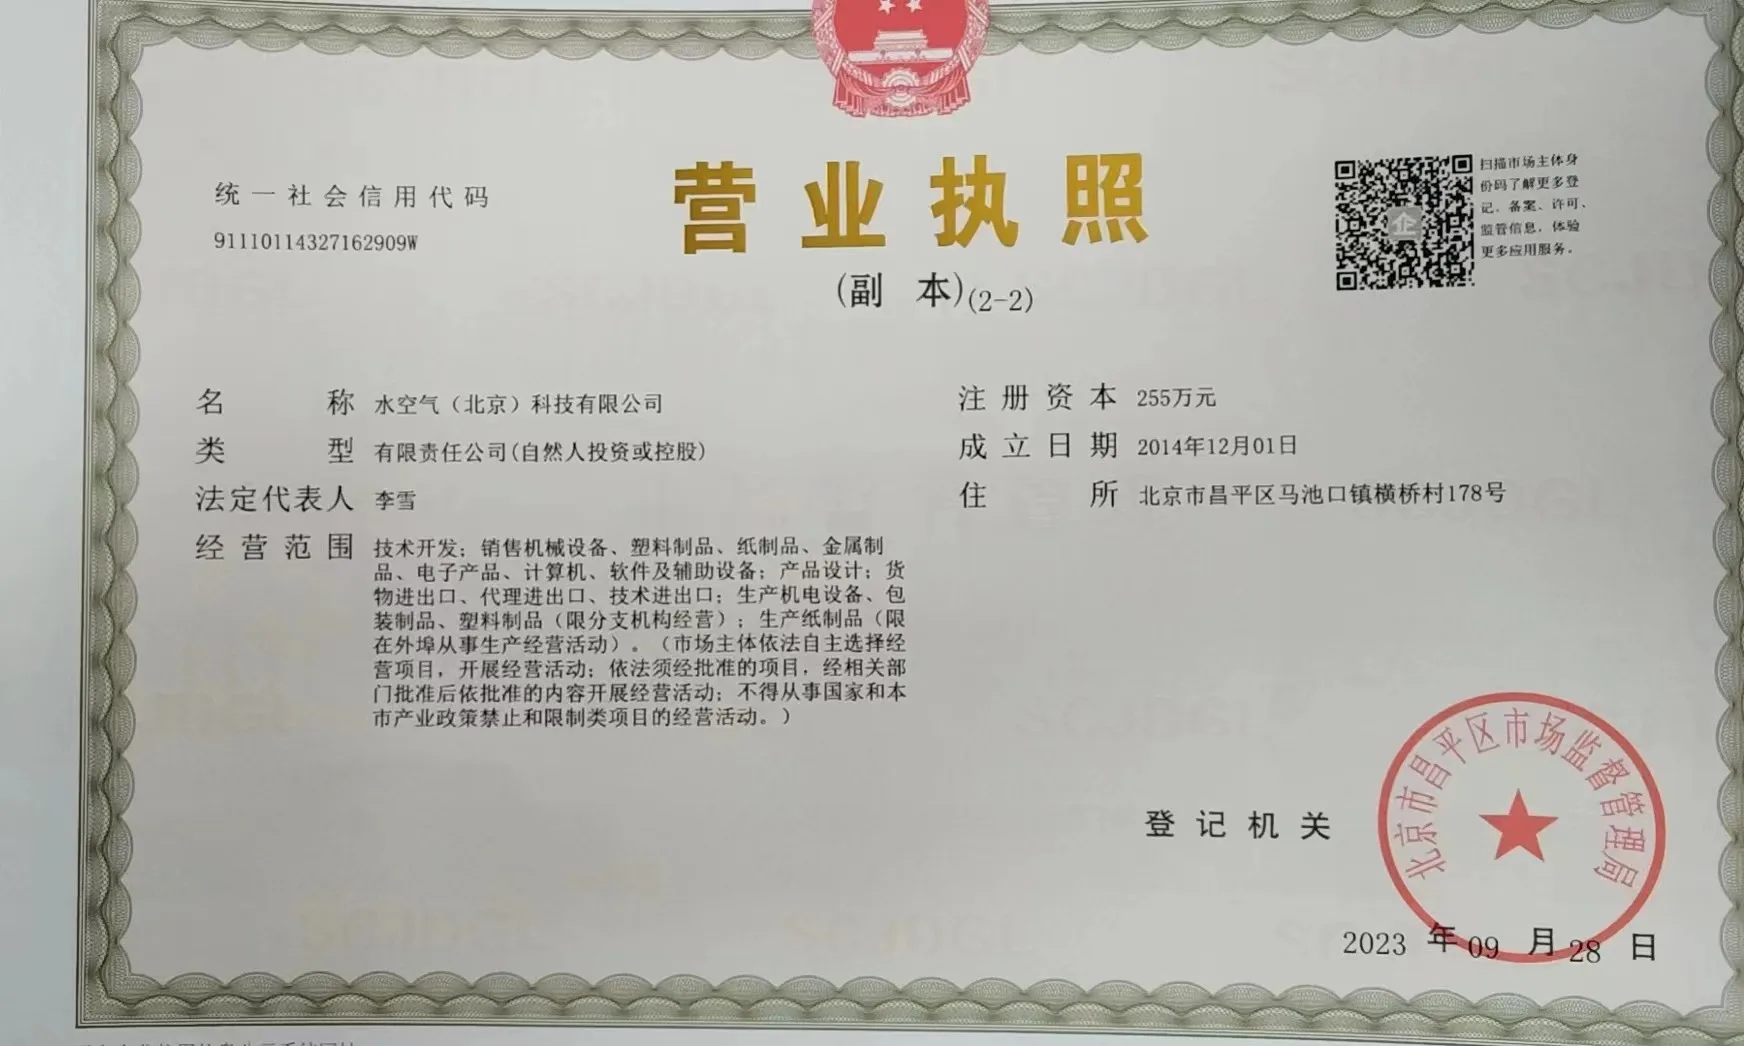 营业执照
(副 本)(2-2)
统一社会信用代码
91110114327162909W
扫描市场主体身
份码了解更多登
记、备案、许可、
监管信息，体验
更多应用服务。
企
名 称 水空气（北京）科技有限公司
类 型 有限责任公司(自然人投资或控股)
法定代表人 李雪
经营范围 技术开发；销售机械设备、塑料制品、纸制品、金属制
品、电子产品、计算机、软件及辅助设备；产品设计；货
物进出口、代理进出口、技术进出口；生产机电设备、包
装制品、塑料制品（限分支机构经营）；生产纸制品（限
在外埠从事生产经营活动）。（市场主体依法自主选择经
营项目，开展经营活动；依法须经批准的项目，经相关部
门批准后依批准的内容开展经营活动；不得从事国家和本
市产业政策禁止和限制类项目的经营活动。）
注册资本 255万元
成立日期 2014年12月01日
住 所 北京市昌平区马池口镇横桥村178号
登记机关
北京市昌平区市场监督管理局
2023 年 09 月 28 日